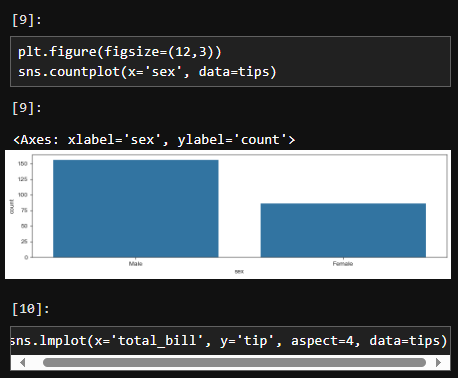 [9]:
plt.figure(figsize=(12,3))
sns.countplot(x='sex', data=tips)
[9]:
<Axes: xlabel='sex', ylabel='count'>
150
125
100
75
50
25
0
count
Male Female
sex
[10]:
sns.lmplot(x='total_bill', y='tip', aspect=4, data=tips)